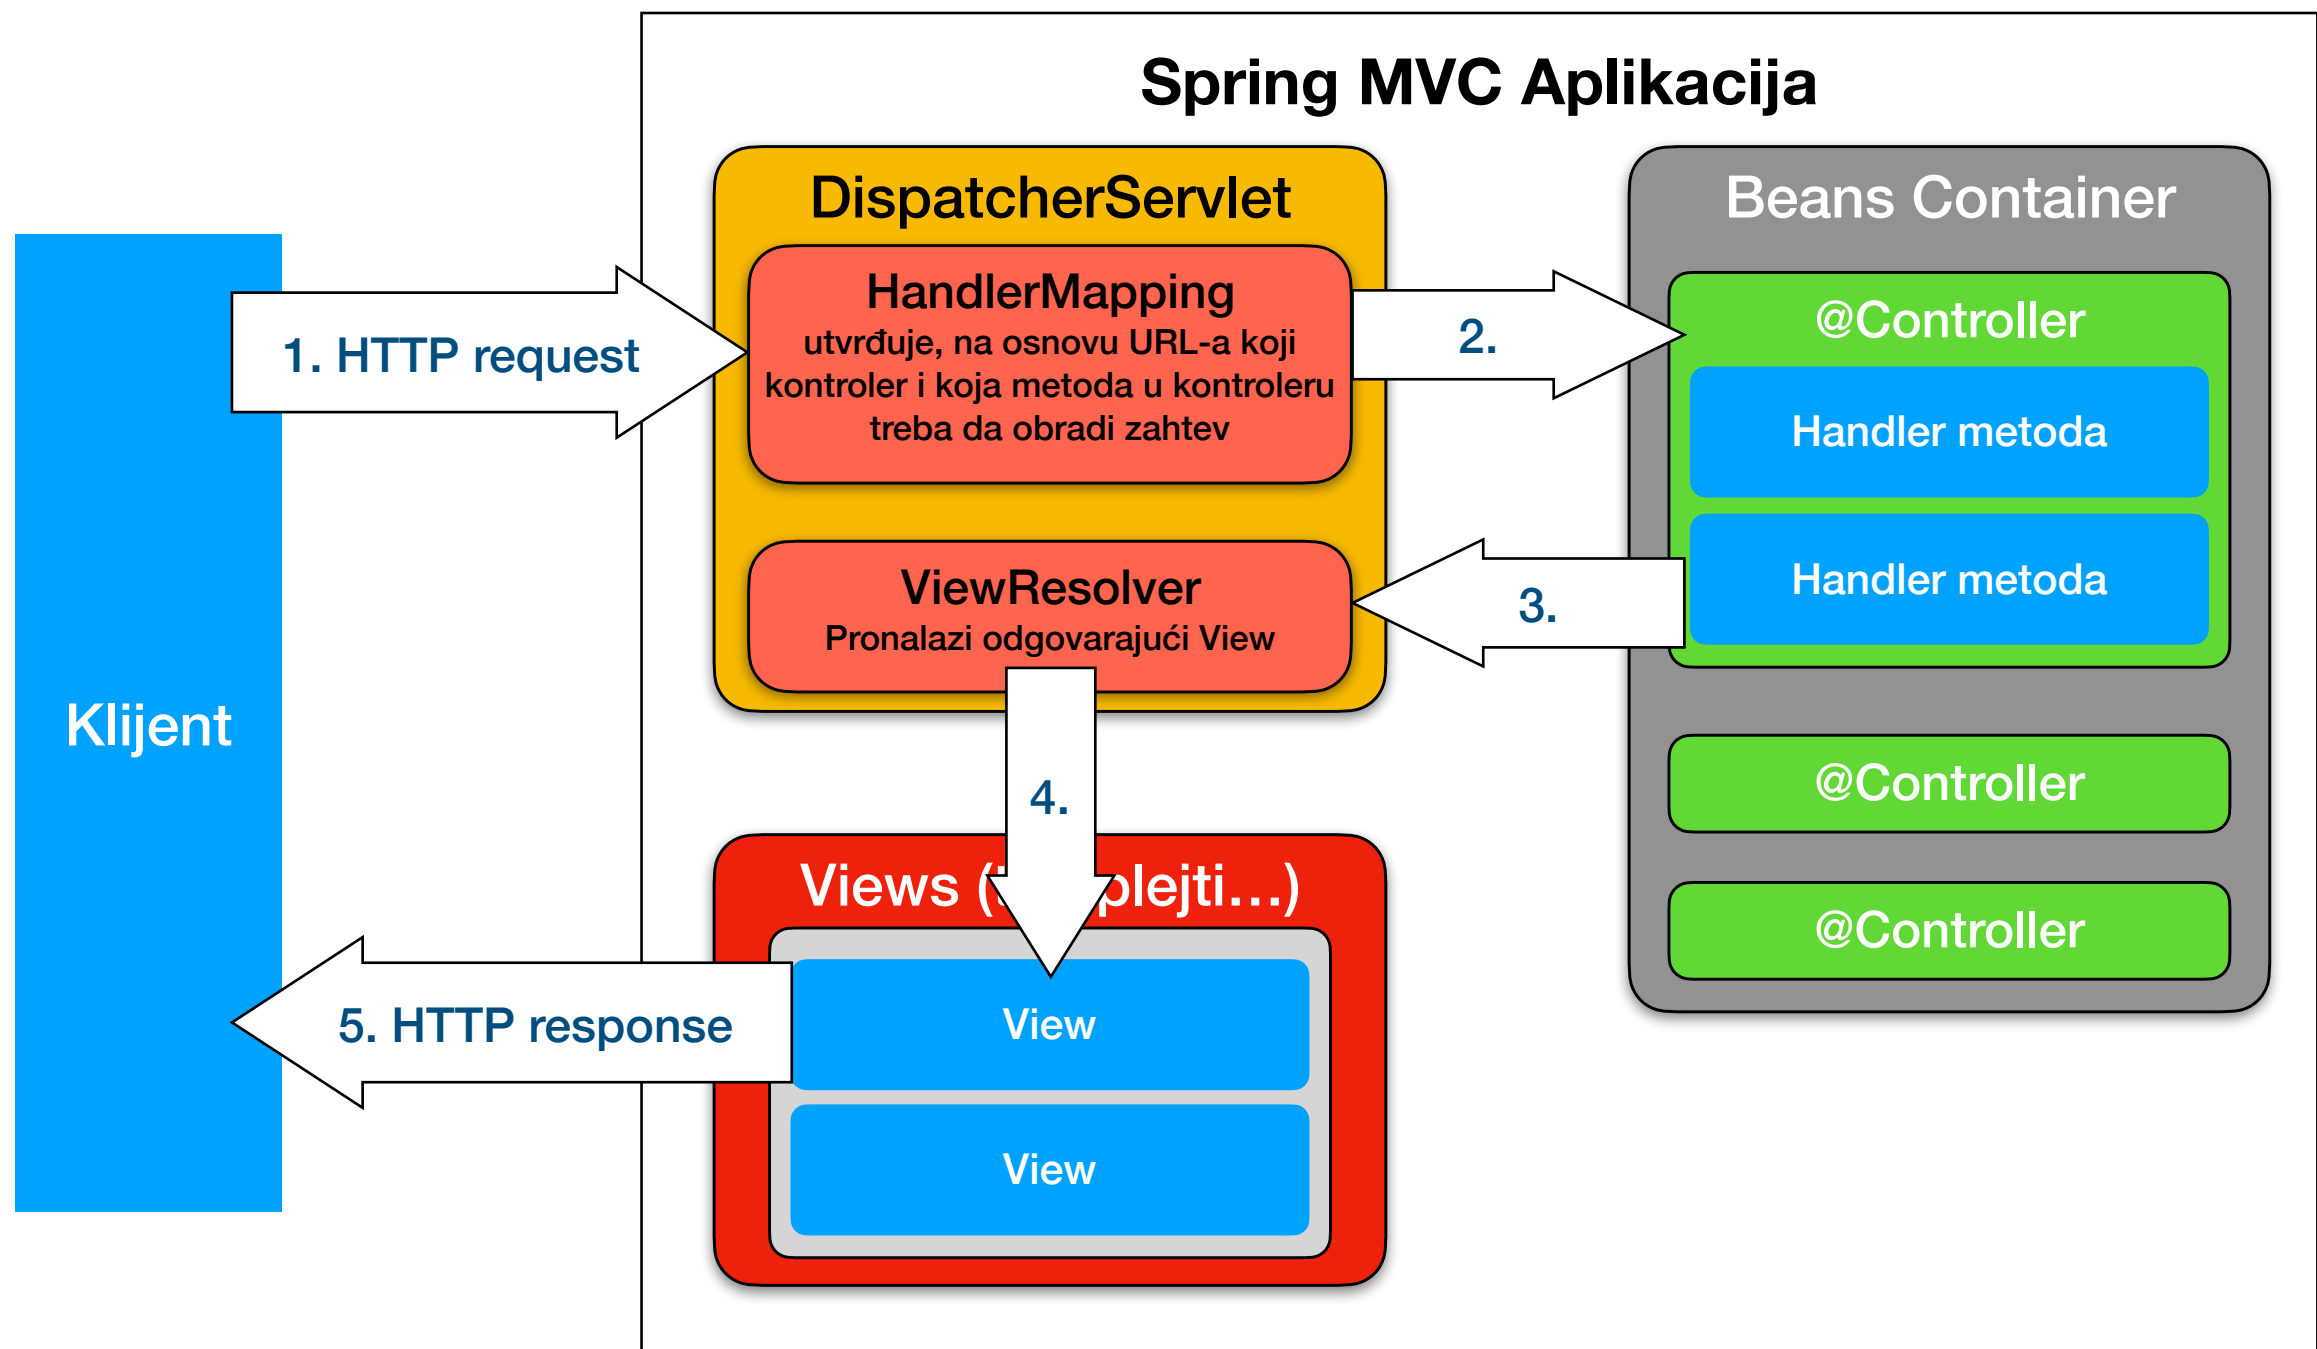 Spring MVC Aplikacija
DispatcherServlet
HandlerMapping
utvrđuje, na osnovu URL-a koji
kontroler i koja metoda u kontroleru
treba da obradi zahtev
ViewResolver
Pronalazi odgovarajući View
Beans Container
@Controller
Handler metoda
Handler metoda
@Controller
@Controller
1. HTTP request
2.
3.
4.
5. HTTP response
Klijent
Views
View
View